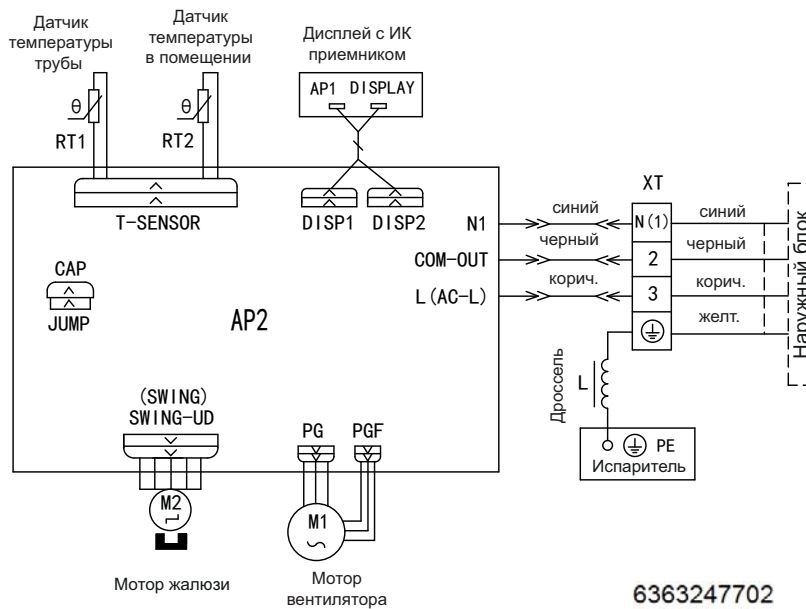 Датчик
температуры
трубы
Датчик
температуры
в помещении
Дисплей с ИК
приемником
AP1 DISPLAY
θ
RT1
θ
RT2
T-SENSOR
DISP1 DISP2
N1
COM-OUT
L(AC-L)
CAP
JUMP
AP2
(SWING)
SWING-UD
PG PGF
M2
M1
Мотор жалюзи
Мотор
вентилятора
XT
синий
N(1)
синий
черный
2
черный
корич.
3
корич.
желт.
Наружный блок
Дроссель
L
PE
Испаритель
6363247702